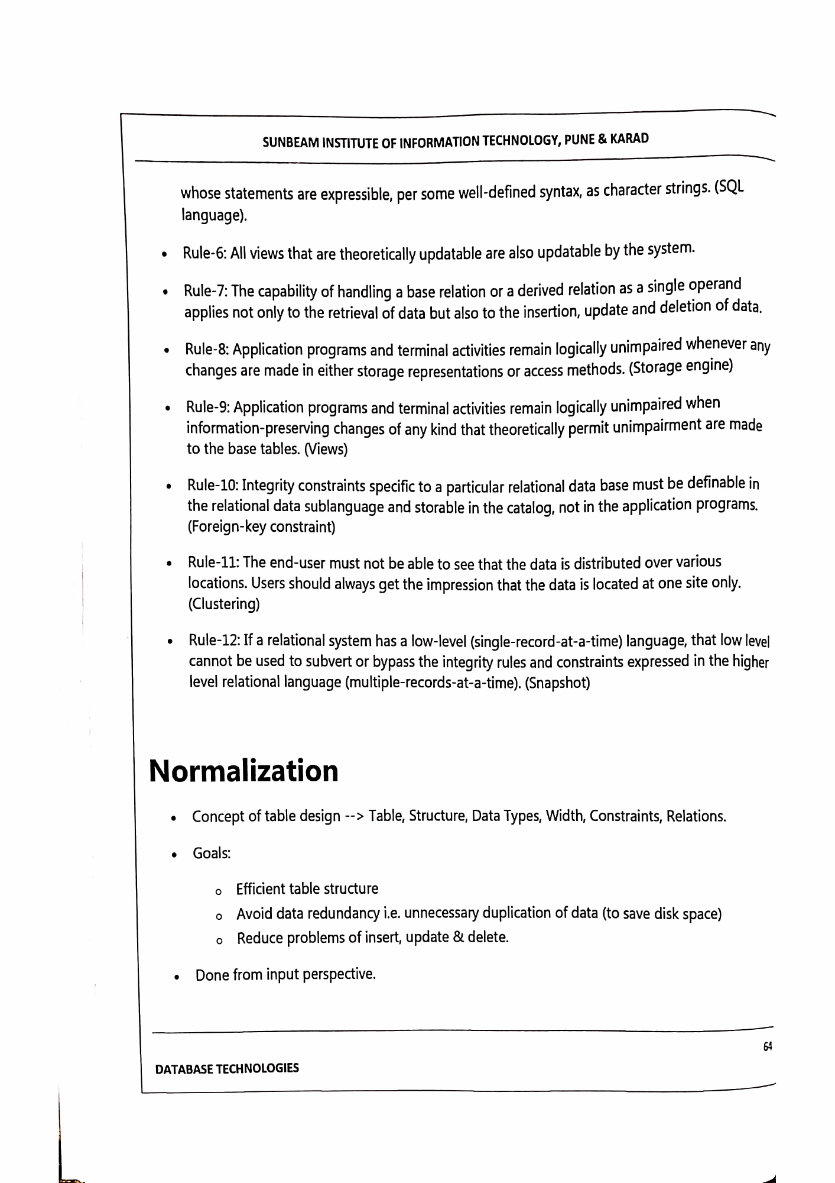 SUNBEAM INSTITUTE OF INFORMATION TECHNOLOGY, PUNE & KARAD
whose statements are expressible, per some well-defined syntax, as character strings. (SQL
language).
• Rule-6: All views that are theoretically updatable are also updatable by the system.
• Rule-7: The capability of handling a base relation or a derived relation as a single operand
applies not only to the retrieval of data but also to the insertion, update and deletion of data.
• Rule-8: Application programs and terminal activities remain logically unimpaired whenever any
changes are made in either storage representations or access methods. (Storage engine)
• Rule-9: Application programs and terminal activities remain logically unimpaired when
information-preserving changes of any kind that theoretically permit unimpairment are made
to the base tables. (Views)
• Rule-10: Integrity constraints specific to a particular relational data base must be definable in
the relational data sublanguage and storable in the catalog, not in the application programs.
(Foreign-key constraint)
• Rule-11: The end-user must not be able to see that the data is distributed over various
locations. Users should always get the impression that the data is located at one site only.
(Clustering)
• Rule-12: If a relational system has a low-level (single-record-at-a-time) language, that low level
cannot be used to subvert or bypass the integrity rules and constraints expressed in the higher
level relational language (multiple-records-at-a-time). (Snapshot)
Normalization
• Concept of table design --> Table, Structure, Data Types, Width, Constraints, Relations.
• Goals:
o Efficient table structure
o Avoid data redundancy i.e. unnecessary duplication of data (to save disk space)
o Reduce problems of insert, update & delete.
• Done from input perspective.
64
DATABASE TECHNOLOGIES